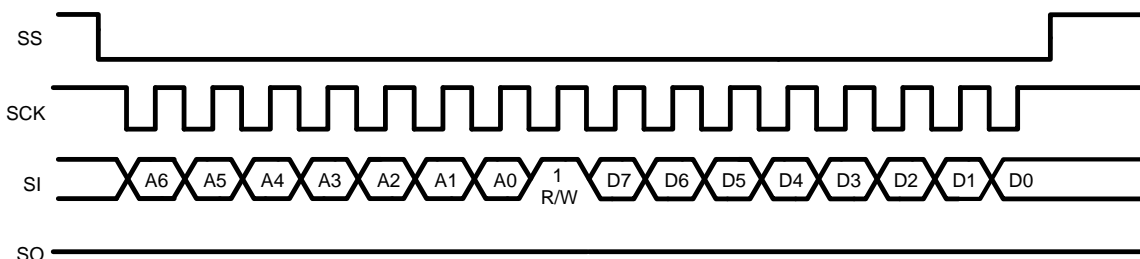 SS
SCK
SI A6 A5 A4 A3 A2 A1 A0 1 D7 D6 D5 D4 D3 D2 D1 D0
R/W
SO